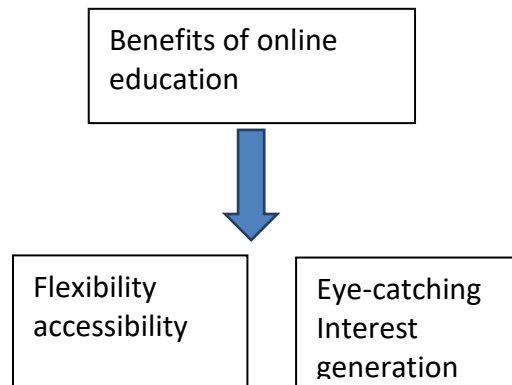 Benefits of online
education
Flexibility
accessibility
Eye-catching
Interest
generation